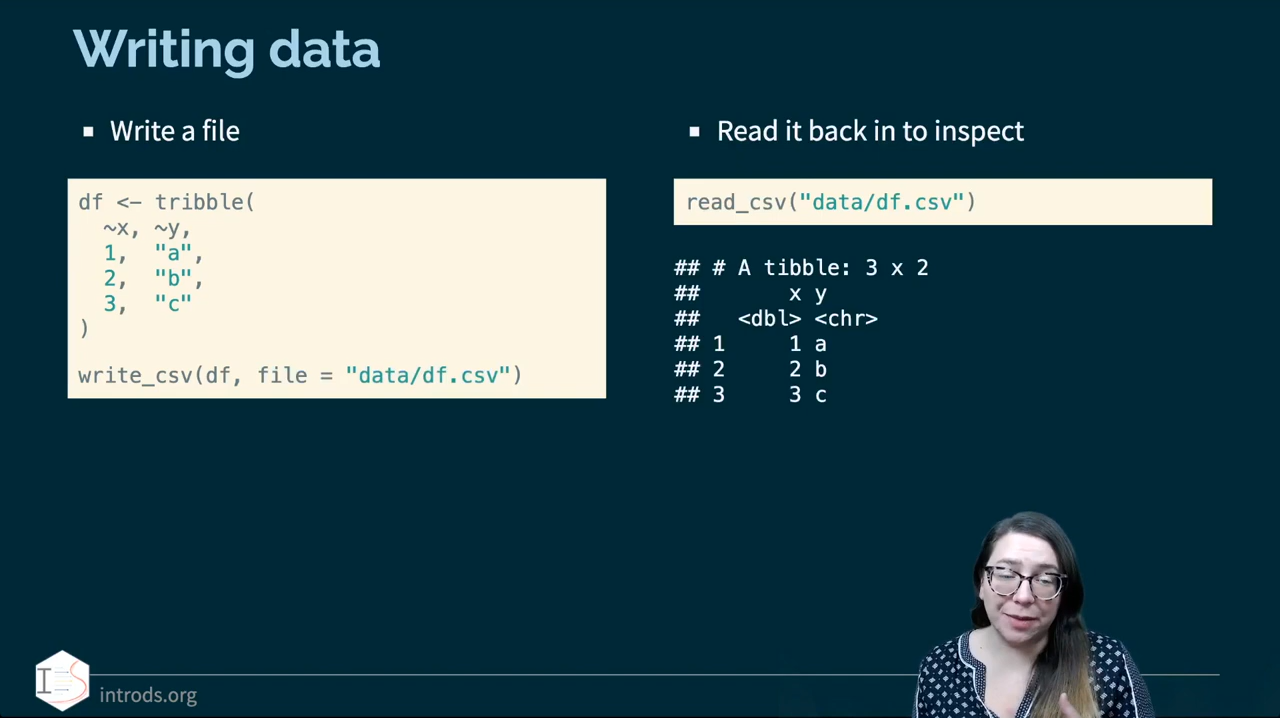 Writing data
▪ Write a file
df <- tribble(
  ~x, ~y,
  1,  "a",
  2,  "b",
  3,  "c"
)
write_csv(df, file = "data/df.csv")
▪ Read it back in to inspect
read_csv("data/df.csv")
## # A tibble: 3 x 2
##       x y
##   <dbl> <chr>
## 1     1 a
## 2     2 b
## 3     3 c
I S
introds.org